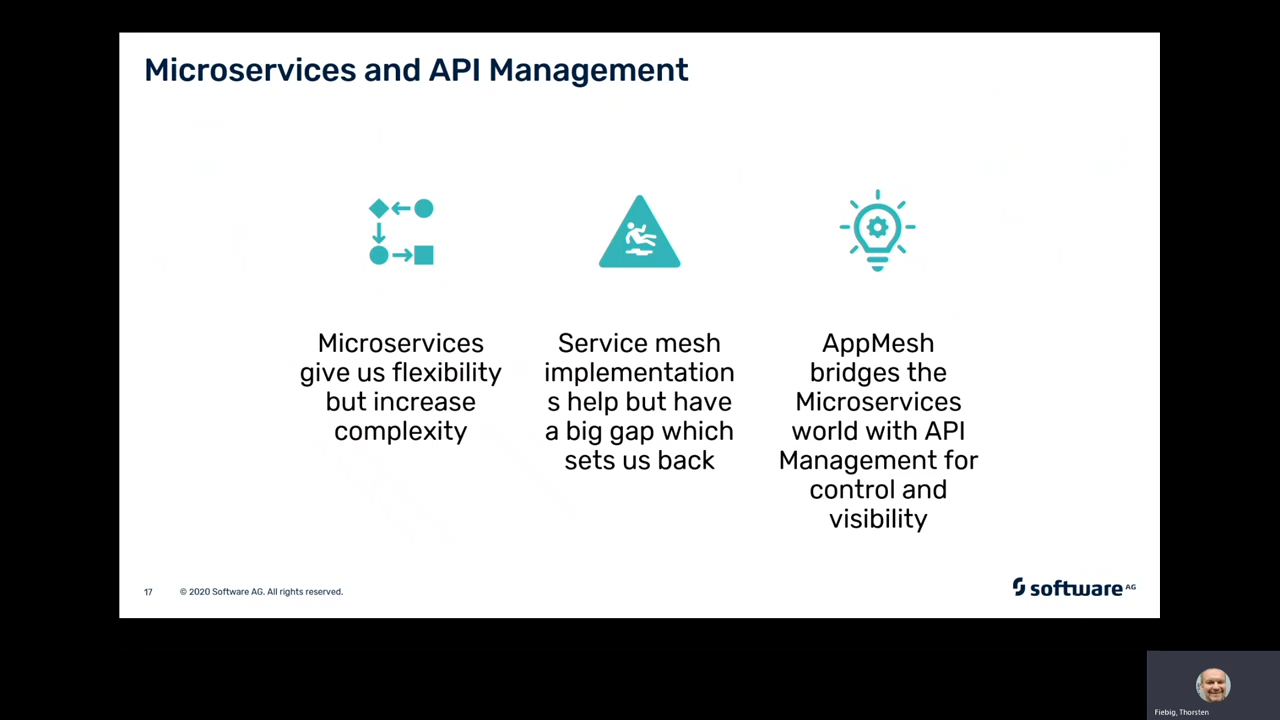 Microservices and API Management
Microservices
give us flexibility
but increase
complexity
Service mesh
implementation
s help but have
a big gap which
sets us back
AppMesh
bridges the
Microservices
world with API
Management for
control and
visibility
17
© 2020 Software AG. All rights reserved.
software AG
Fiebig, Thorsten